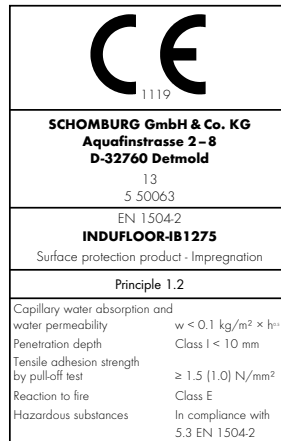 CE
1119
SCHOMBURG GmbH & Co. KG
Aquafinstrasse 2–8
D-32760 Detmold
13
5 50063
EN 1504-2
INDUFLOOR-IB1275
Surface protection product - Impregnation
Principle 1.2
Capillary water absorption and
water permeability w < 0.1 kg/m² × h⁰·⁵
Penetration depth Class I < 10 mm
Tensile adhesion strength
by pull-off test ≥ 1.5 (1.0) N/mm²
Reaction to fire Class E
Hazardous substances In compliance with
5.3 EN 1504-2